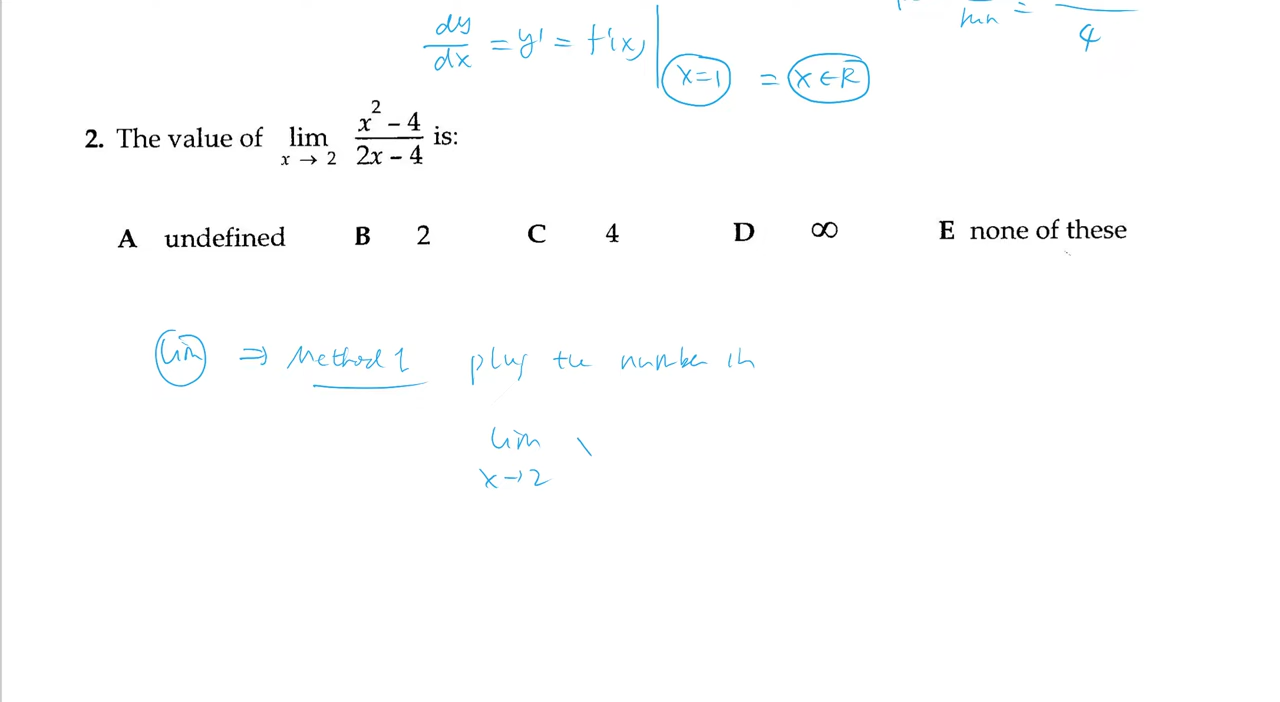 dy/dx = y' = f'(x) | x=1 = x ∈ R
=
4
2. The value of lim x → 2 x² − 4 / 2x − 4 is:
A undefined B 2 C 4 D ∞ E none of these
lim ⇒ Method 1 plug the number in
lim
x→2